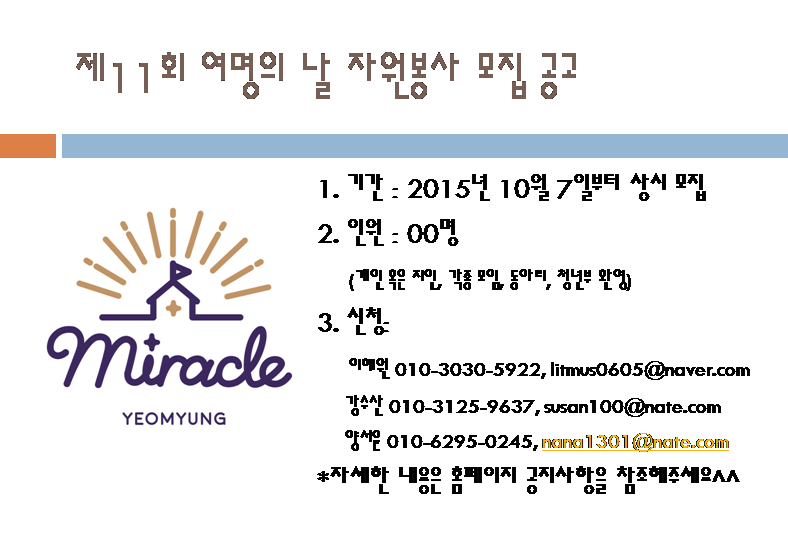 제11회 여명의 날 자원봉사 모집 공고
1. 기간 : 2015년 10월 7일부터 상시 모집
2. 인원 : 00명
(개인 혹은 지인, 각종 모임, 동아리, 청년부 환영)
3. 신청:
이혜원 010-3030-5922, litmus0605@naver.com
강수산 010-3125-9637, susan100@nate.com
양서은 010-6295-0245, nana1301@nate.com
*자세한 내용은 홈페이지 공지사항을 참조해주세요^^
Miracle
YEOMYUNG